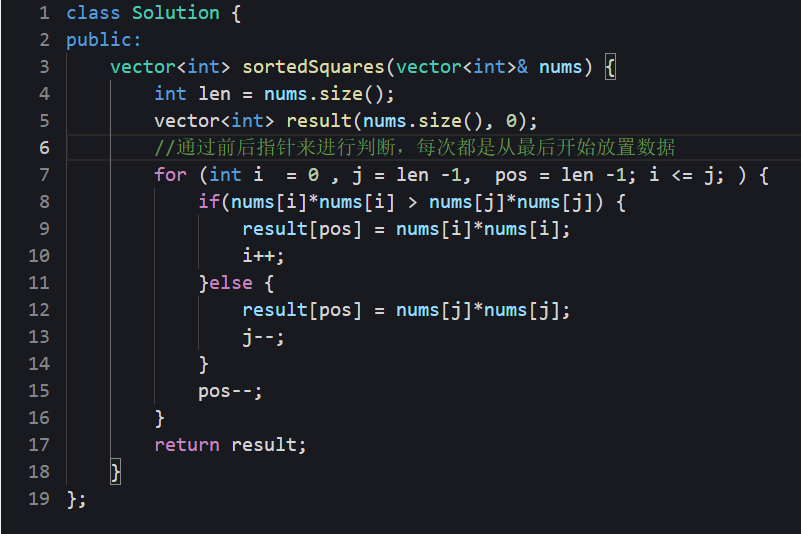 1 class Solution {
2 public:
3     vector<int> sortedSquares(vector<int>& nums) {
4         int len = nums.size();
5         vector<int> result(nums.size(), 0);
6         //通过前后指针来进行判断，每次都是从最后开始放置数据
7         for (int i  = 0 , j = len -1,  pos = len -1; i <= j; ) {
8             if(nums[i]*nums[i] > nums[j]*nums[j]) {
9                 result[pos] = nums[i]*nums[i];
10                 i++;
11             }else {
12                 result[pos] = nums[j]*nums[j];
13                 j--;
14             }
15             pos--;
16         }
17         return result;
18     }
19 };